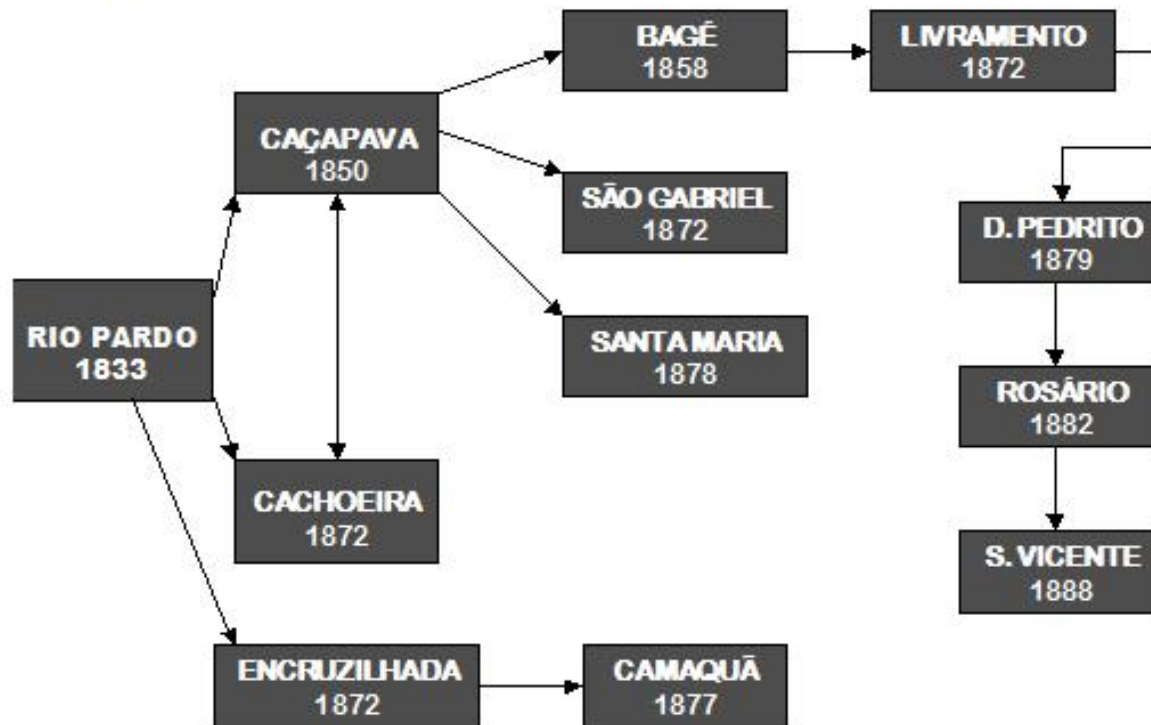 BAGÉ
1858
LIVRAMENTO
1872
CAÇAPAVA
1850
SÃO GABRIEL
1872
D. PEDRITO
1879
RIO PARDO
1833
SANTA MARIA
1878
ROSÁRIO
1882
CACHOEIRA
1872
S. VICENTE
1888
ENCRUZILHADA
1872
CAMAQUÃ
1877